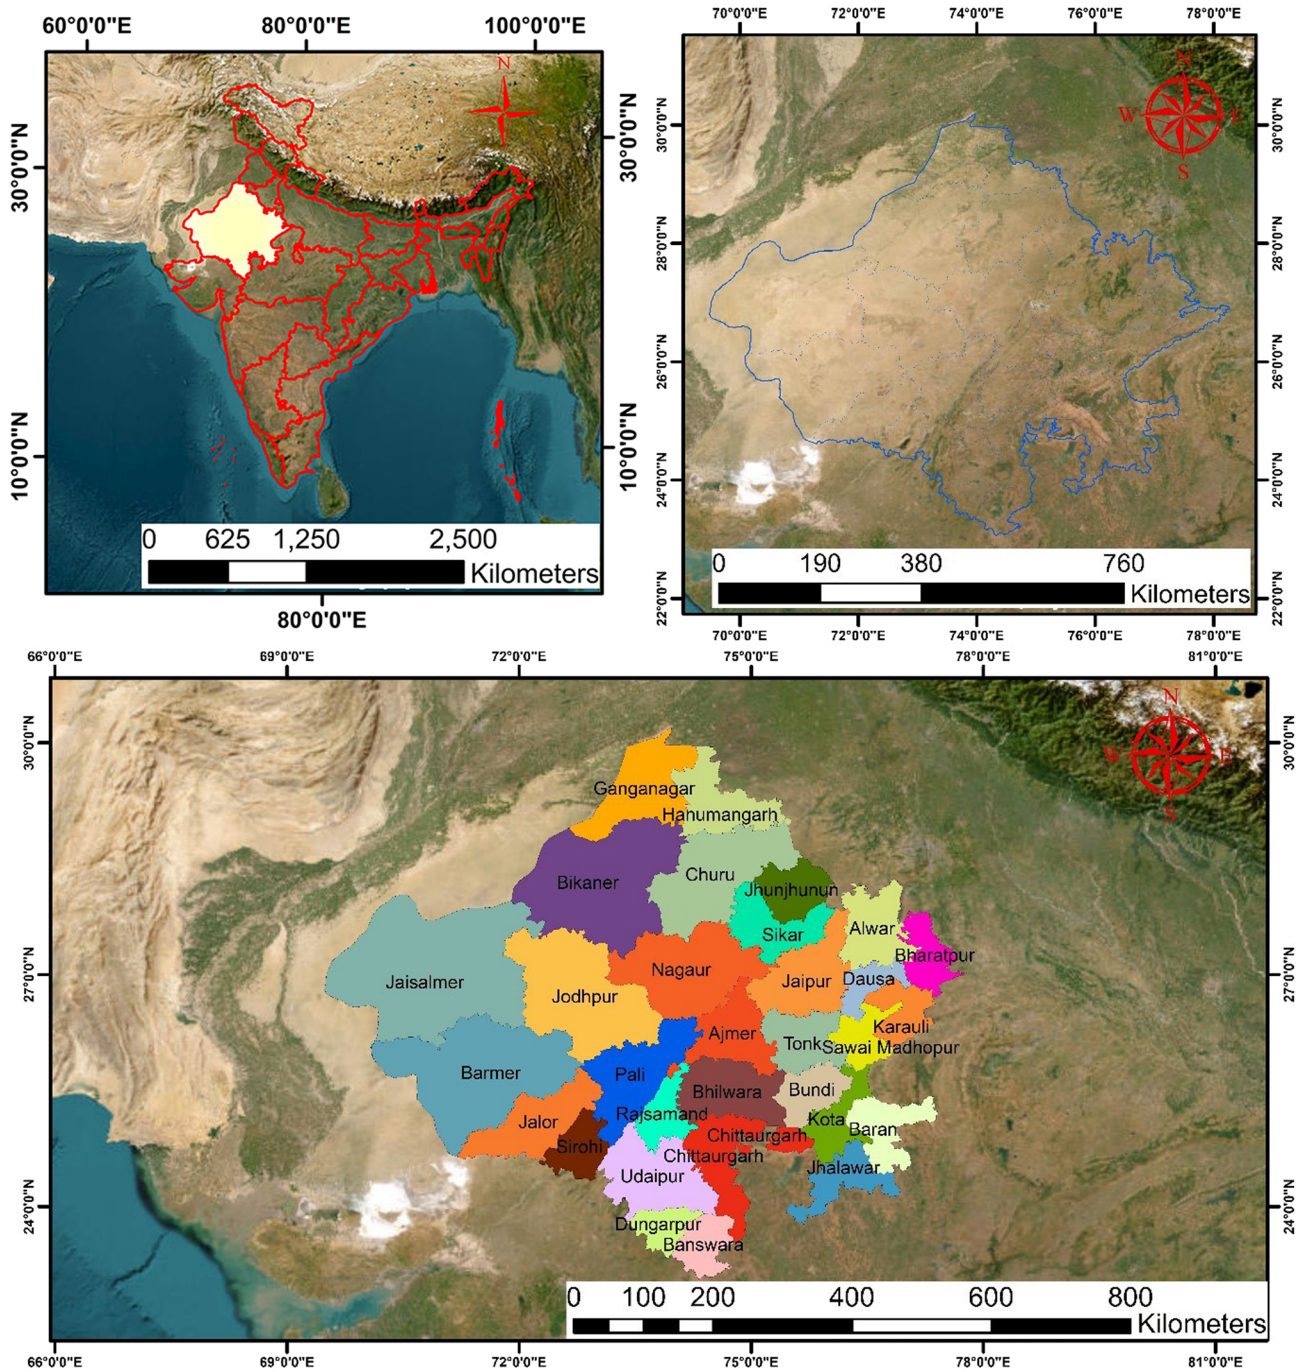 60°0'0"E 80°0'0"E 100°0'0"E
N
30°0'0"N
30°0'0"N
10°0'0"N
10°0'0"N
0 625 1,250 2,500
Kilometers
80°0'0"E
70°0'0"E 72°0'0"E 74°0'0"E 76°0'0"E 78°0'0"E
N
W
S
30°0'0"N
30°0'0"N
28°0'0"N
28°0'0"N
26°0'0"N
26°0'0"N
24°0'0"N
24°0'0"N
22°0'0"N
22°0'0"N
0 190 380 760
Kilometers
70°0'0"E 72°0'0"E 74°0'0"E 76°0'0"E 78°0'0"E
66°0'0"E 69°0'0"E 72°0'0"E 75°0'0"E 78°0'0"E 81°0'0"E
N
W E
S
30°0'0"N
30°0'0"N
Ganganagar
Hanumangarh
Bikaner
Churu
Jhunjhunun
Sikar
Alwar
Bharatpur
Jaisalmer
Jodhpur
Nagaur
Jaipur
Dausa
27°0'0"N
27°0'0"N
Karauli
Ajmer
Tonk
Sawai Madhopur
Barmer
Pali
Bhilwara
Bundi
Jalor
Rajsamand
Kota
Baran
Sirohi
Chittaurgarh
Chittaurgarh
Udaipur
Jhalawar
24°0'0"N
24°0'0"N
Dungarpur
Banswara
0 100 200 400 600 800
Kilometers
66°0'0"E 69°0'0"E 72°0'0"E 75°0'0"E 78°0'0"E 81°0'0"E